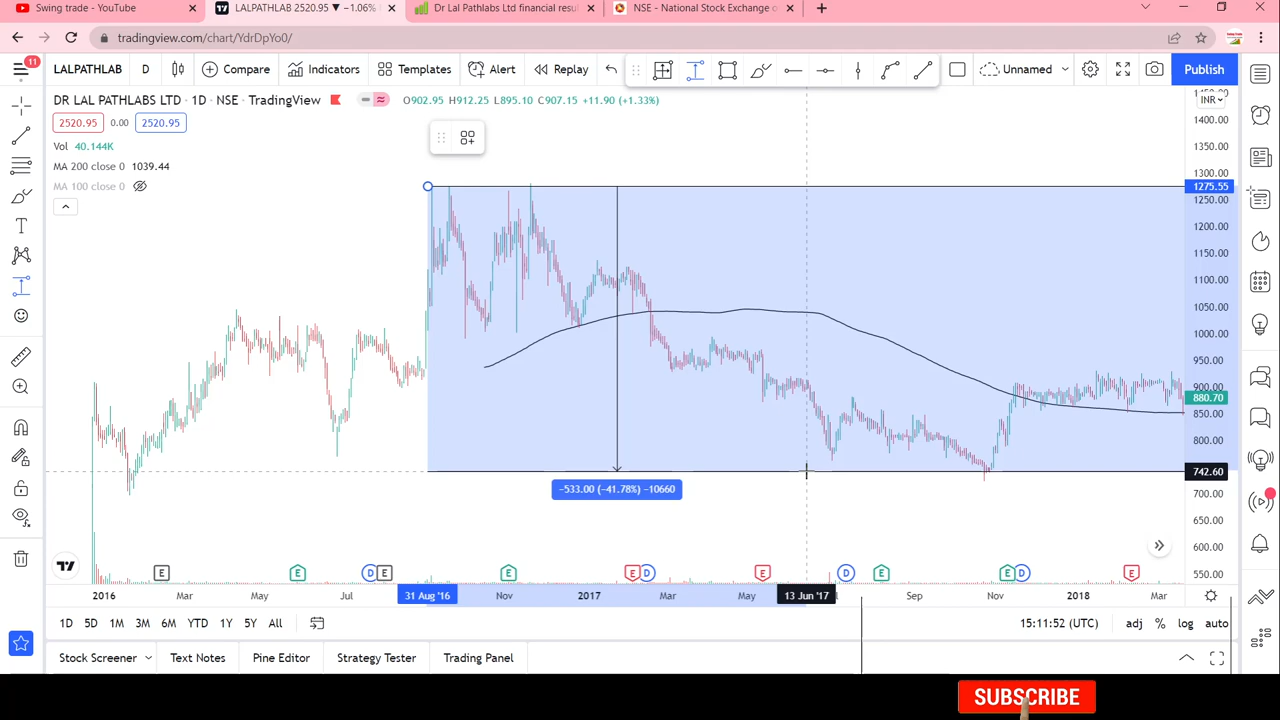 Swing trade - YouTube
LALPATHLAB 2520.95 ▼ −1.06%
Dr Lal Pathlabs Ltd financial resu
NSE - National Stock Exchange o
tradingview.com/chart/YdrDpYo0/
11
LALPATHLAB
D
Compare
Indicators
Templates
Alert
Replay
Unnamed
Publish
DR LAL PATHLABS LTD · 1D · NSE · TradingView
O902.95 H912.25 L895.10 C907.15 +11.90 (+1.33%)
INR
2520.95
0.00
2520.95
Vol 40.144K
MA 200 close 0 1039.44
MA 100 close 0
1450.00
1400.00
1350.00
1300.00
1275.55
1250.00
1200.00
1150.00
1100.00
1050.00
1000.00
950.00
900.00
880.70
850.00
800.00
742.60
700.00
650.00
600.00
550.00
−533.00 (−41.78%) −10660
E E D E E E D E D E E D E
2016 Mar May Jul 31 Aug '16 Nov 2017 Mar May 13 Jun '17 Sep Nov 2018 Mar
1D 5D 1M 3M 6M YTD 1Y 5Y All
15:11:52 (UTC)
adj % log auto
Stock Screener
Text Notes
Pine Editor
Strategy Tester
Trading Panel
SUBSCRIBE